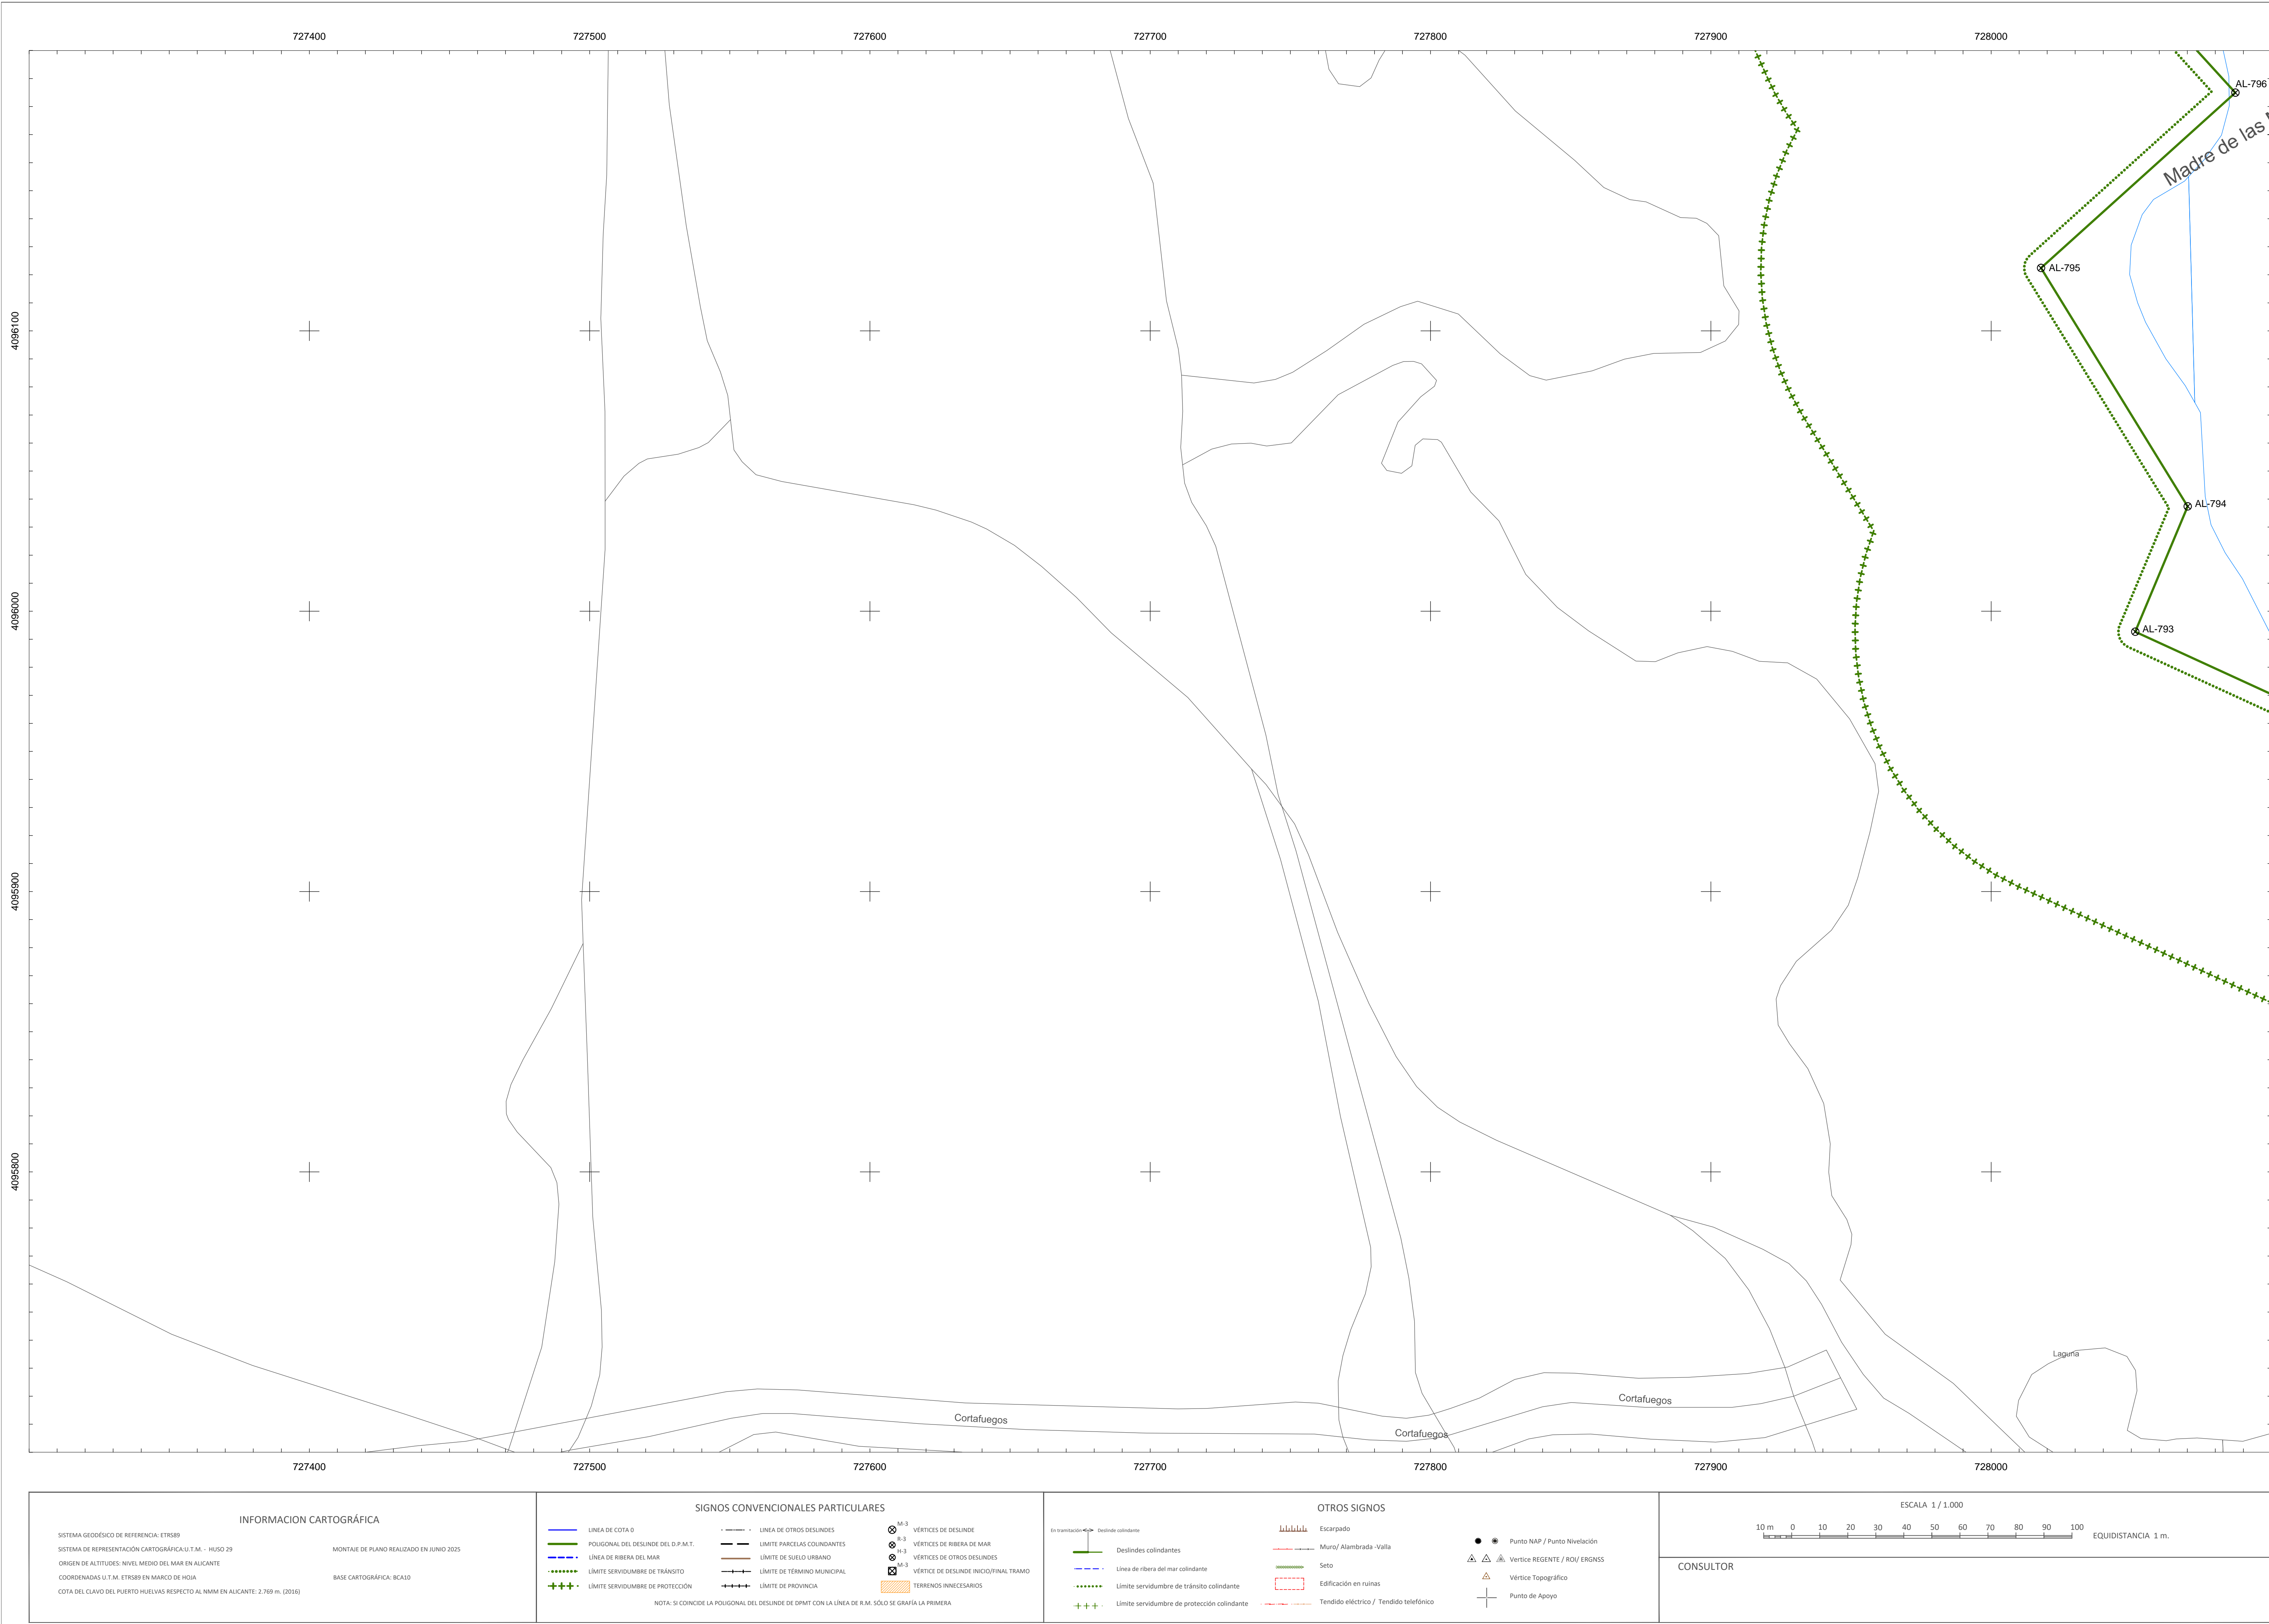 727400 727500 727600 727700 727800 727900 728000
AL-796
Madre de las
AL-795
4096100
AL-794
4096000
AL-793
4095900
4095800
Laguna
Cortafuegos
Cortafuegos
Cortafuegos
727400 727500 727600 727700 727800 727900 728000
INFORMACION CARTOGRÁFICA
SISTEMA GEODÉSICO DE REFERENCIA: ETRS89
SISTEMA DE REPRESENTACIÓN CARTOGRÁFICA:U.T.M. - HUSO 29
MONTAJE DE PLANO REALIZADO EN JUNIO 2025
ORIGEN DE ALTITUDES: NIVEL MEDIO DEL MAR EN ALICANTE
COORDENADAS U.T.M. ETRS89 EN MARCO DE HOJA
BASE CARTOGRÁFICA: BCA10
COTA DEL CLAVO DEL PUERTO HUELVAS RESPECTO AL NMM EN ALICANTE: 2.769 m. (2016)
SIGNOS CONVENCIONALES PARTICULARES
LINEA DE COTA 0
POLIGONAL DEL DESLINDE DEL D.P.M.T.
LÍNEA DE RIBERA DEL MAR
LÍMITE SERVIDUMBRE DE TRÁNSITO
LÍMITE SERVIDUMBRE DE PROTECCIÓN
LINEA DE OTROS DESLINDES
LIMITE PARCELAS COLINDANTES
LÍMITE DE SUELO URBANO
LÍMITE DE TÉRMINO MUNICIPAL
LÍMITE DE PROVINCIA
M-3
VÉRTICES DE DESLINDE
R-3
VÉRTICES DE RIBERA DE MAR
H-3
VÉRTICES DE OTROS DESLINDES
M-3
VÉRTICE DE DESLINDE INICIO/FINAL TRAMO
TERRENOS INNECESARIOS
NOTA: SI COINCIDE LA POLIGONAL DEL DESLINDE DE DPMT CON LA LÍNEA DE R.M. SÓLO SE GRAFÍA LA PRIMERA
OTROS SIGNOS
En tramitación Deslinde colindante
Deslindes colindantes
Línea de ribera del mar colindante
Límite servidumbre de tránsito colindante
Límite servidumbre de protección colindante
Escarpado
Muro/ Alambrada -Valla
Seto
Edificación en ruinas
Tendido eléctrico / Tendido telefónico
Punto NAP / Punto Nivelación
Vertice REGENTE / ROI/ ERGNSS
Vértice Topográfico
Punto de Apoyo
ESCALA 1 / 1.000
10 m 0 10 20 30 40 50 60 70 80 90 100
EQUIDISTANCIA 1 m.
CONSULTOR